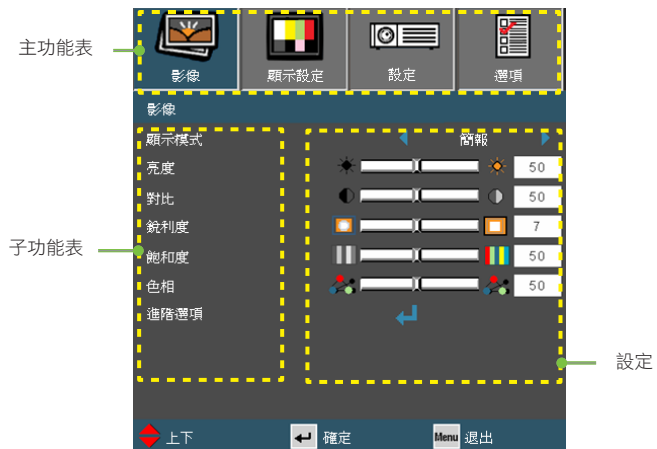 主功能表
影像 顯示設定 設定 選項
影像
顯示模式 簡報
亮度 50
對比 50
銳利度 7
子功能表
飽和度 50
色相 50
進階選項
設定
上下 確定 Menu 退出